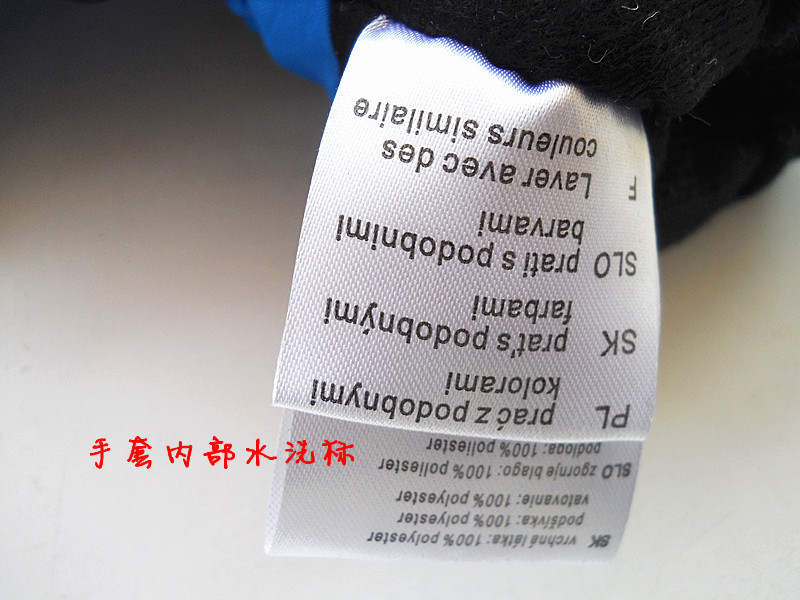 SK vrchná látka: 100% polyester
podšívka: 100% polyester
vatovanie: 100% polyester
SLO zgornje blago: 100% poliester
podloga: 100% poliester
PL prać z podobnymi
kolorami
SK prať s podobnými
farbami
SLO prati s podobnimi
barvami
F Laver avec des
couleurs similaire
手套内部水洗标